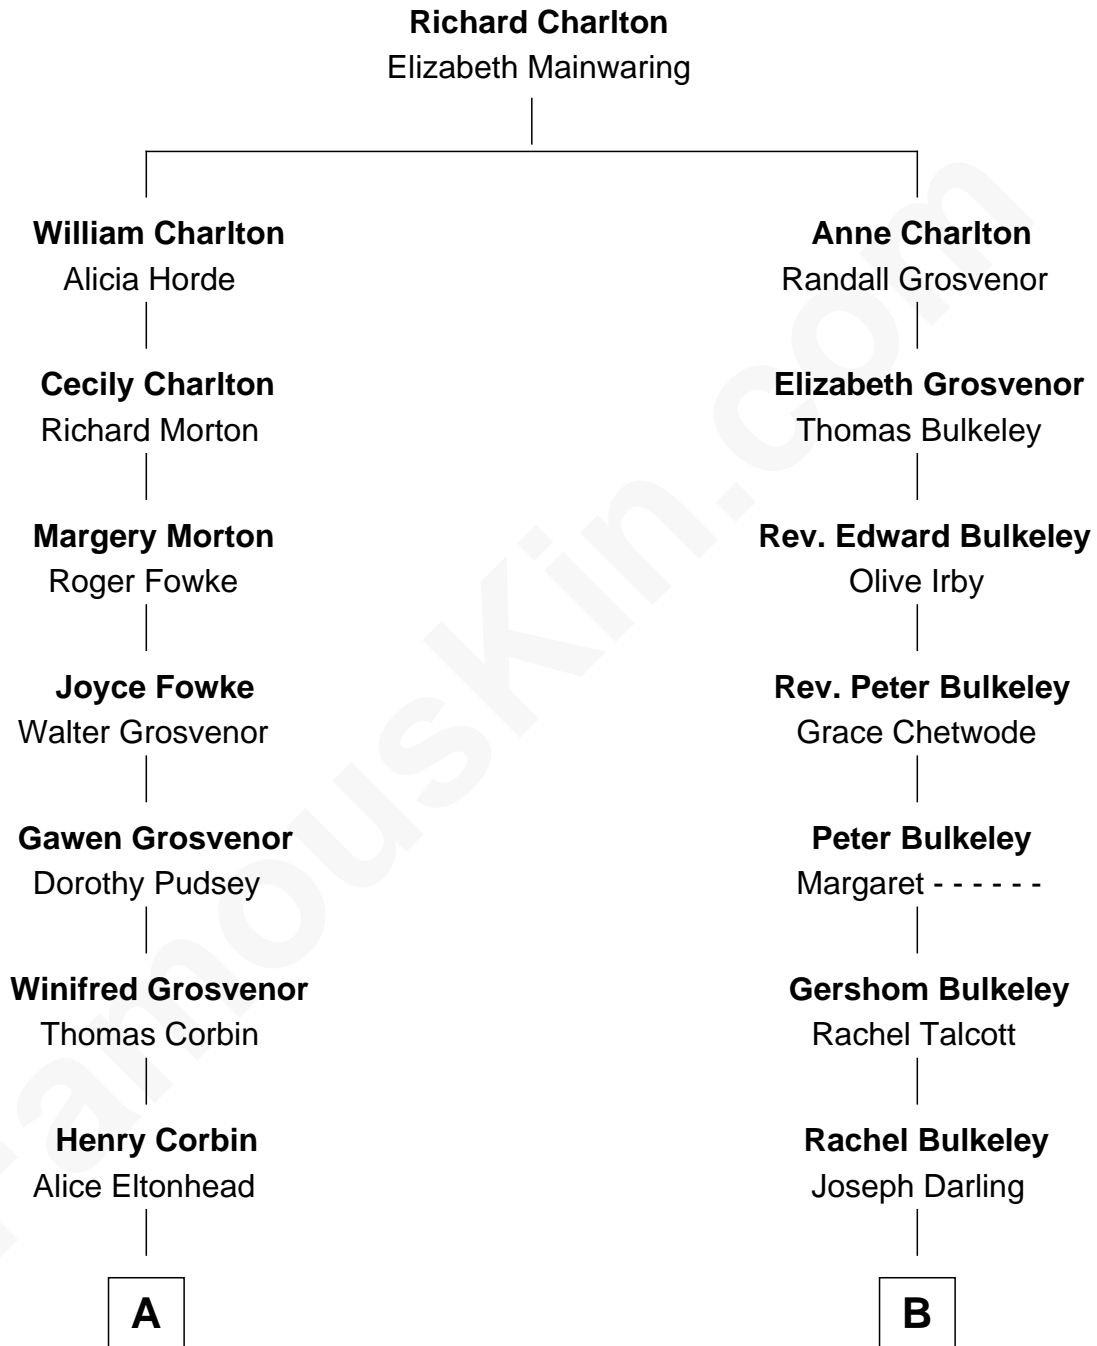 Richard Charlton
Elizabeth Mainwaring
William Charlton
Alicia Horde
Anne Charlton
Randall Grosvenor
Cecily Charlton
Richard Morton
Elizabeth Grosvenor
Thomas Bulkeley
Margery Morton
Roger Fowke
Rev. Edward Bulkeley
Olive Irby
Joyce Fowke
Walter Grosvenor
Rev. Peter Bulkeley
Grace Chetwode
Gawen Grosvenor
Dorothy Pudsey
Peter Bulkeley
Margaret - - - - - -
Winifred Grosvenor
Thomas Corbin
Gershom Bulkeley
Rachel Talcott
Henry Corbin
Alice Eltonhead
Rachel Bulkeley
Joseph Darling
A
B
FamousKin.com